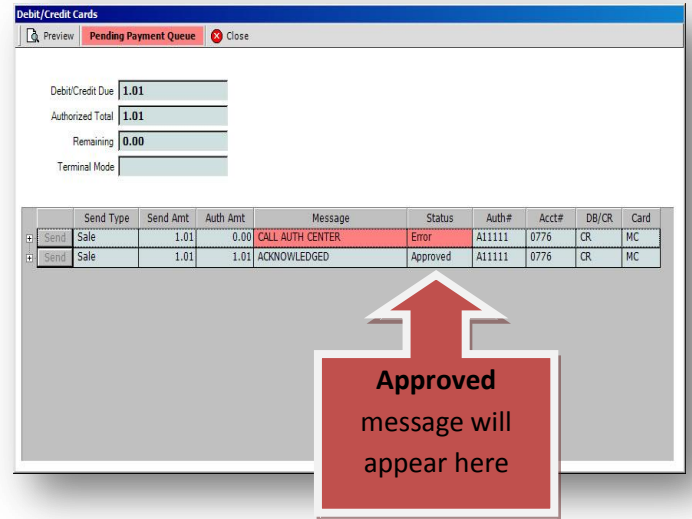 Debit/Credit Cards
Preview Pending Payment Queue Close
Debit/Credit Due 1.01
Authorized Total 1.01
Remaining 0.00
Terminal Mode
Send Type Send Amt Auth Amt Message Status Auth# Acct# DB/CR Card
Send Sale 1.01 0.00 CALL AUTH CENTER Error A11111 0776 CR MC
Send Sale 1.01 1.01 ACKNOWLEDGED Approved A11111 0776 CR MC
Approved
message will
appear here